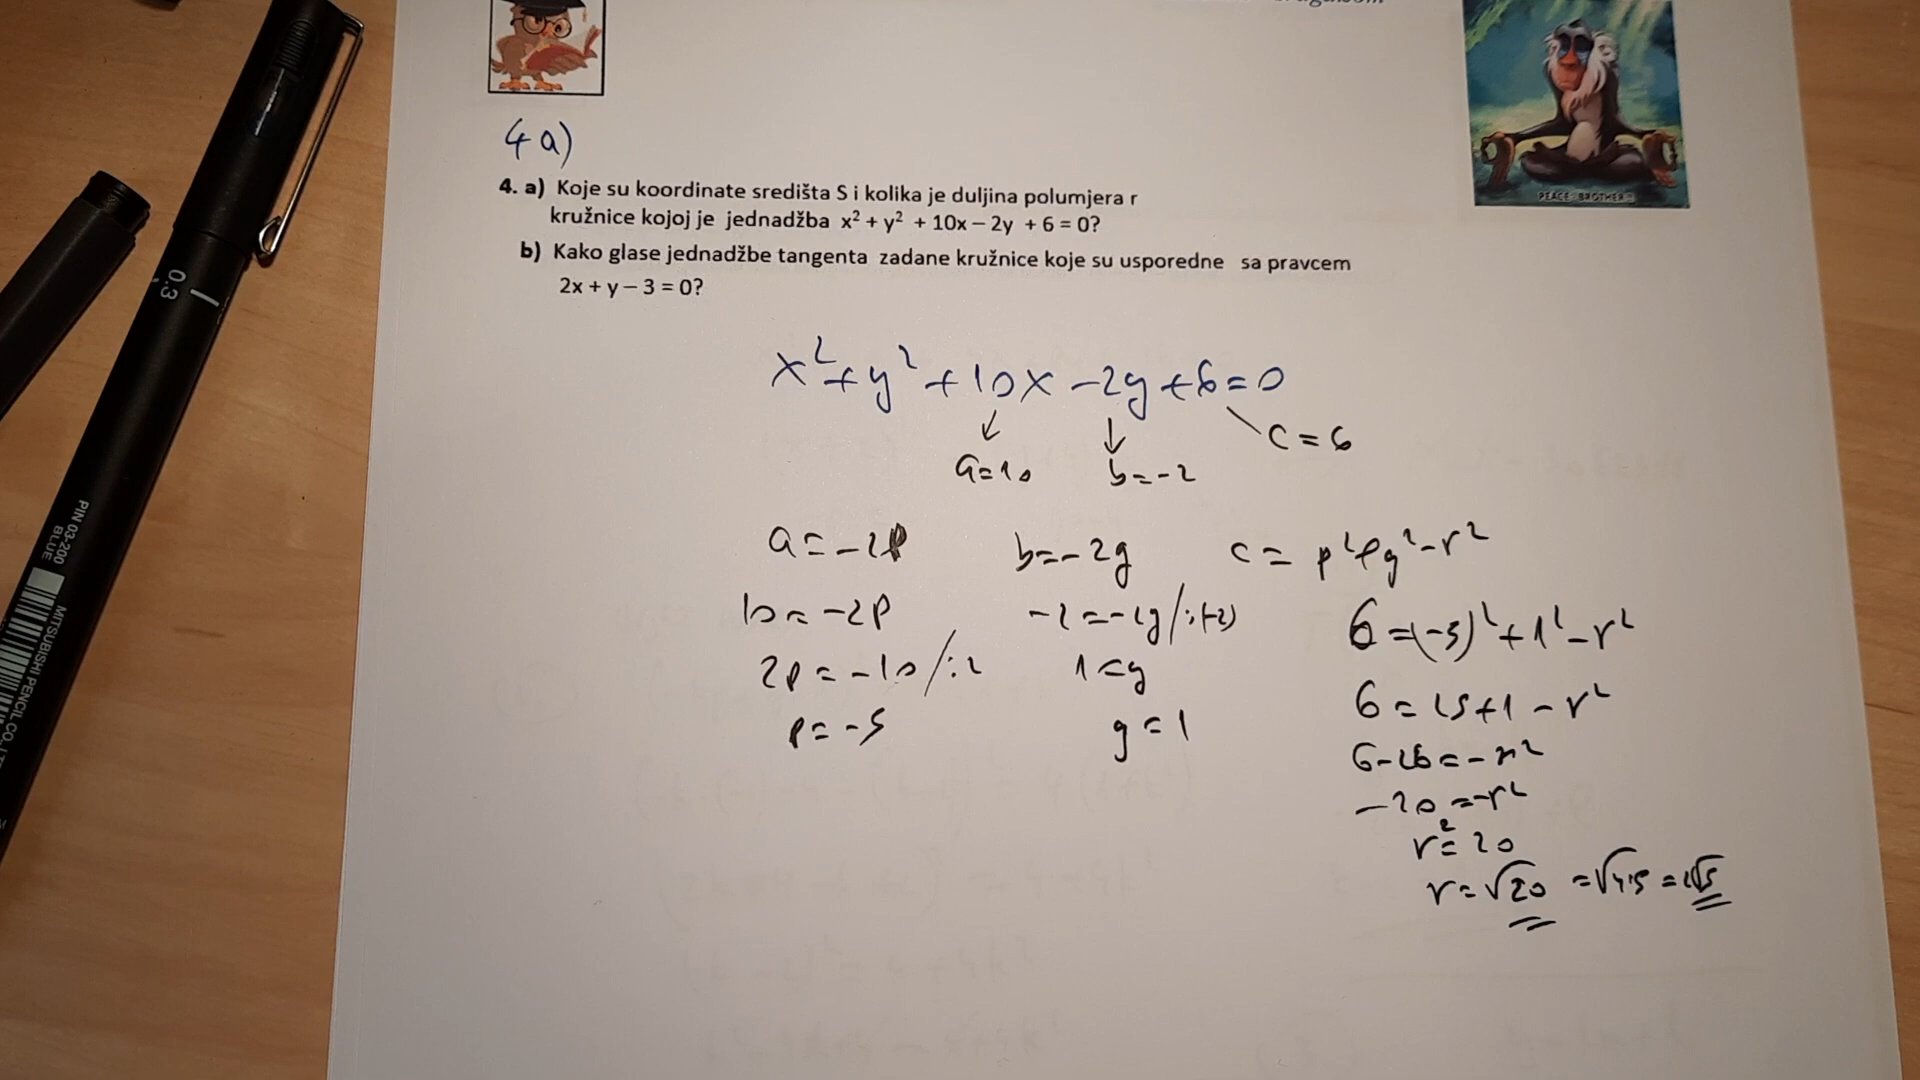 PEACE BROTHER!!
4 a)
4. a) Koje su koordinate središta S i kolika je duljina polumjera r
kružnice kojoj je jednadžba x² + y² + 10x – 2y + 6 = 0?
b) Kako glase jednadžbe tangenta zadane kružnice koje su usporedne sa pravcem
2x + y – 3 = 0?
x² + y² + 10x - 2y + 6 = 0
a=10 b=-2 c=6
a=-2p b=-2q c=p²+q²-r²
10=-2p -2=-2q/:(-2) 6=(-5)²+1²-r²
2p=-10/:2 1=q 6=25+1-r²
p=-5 q=1 6-26=-r²
-20=-r²
r²=20
r=√20=√4·5=2√5
0.3
PIN 03-200
BLUE
MITSUBISHI PENCIL CO.,